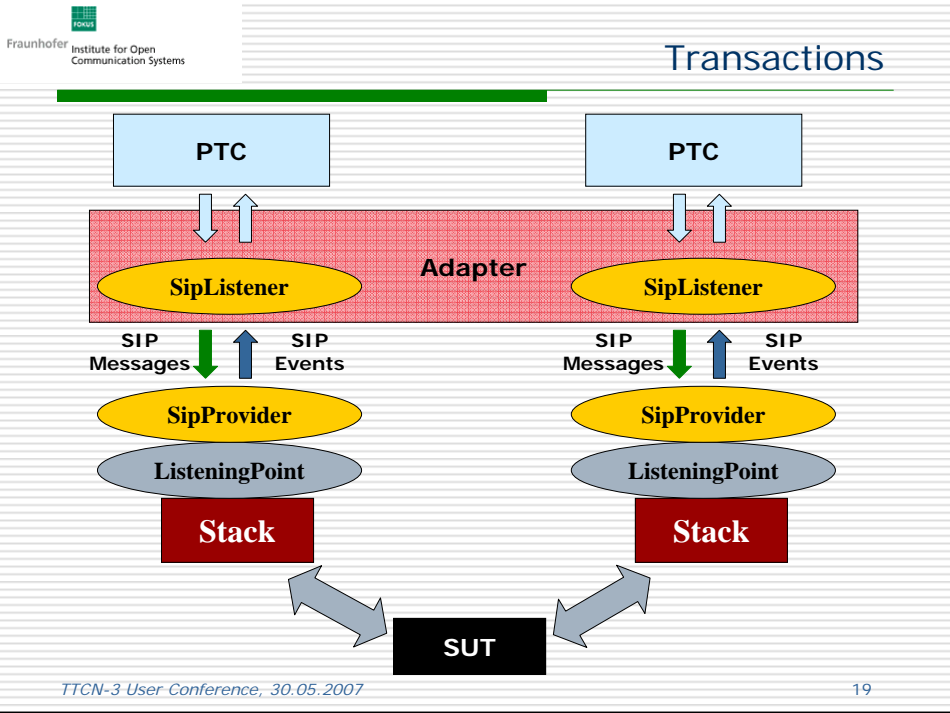 FOKUS
Fraunhofer Institute for Open
Communication Systems
Transactions
PTC
PTC
Adapter
SipListener
SipListener
SIP
Messages
SIP
Events
SIP
Messages
SIP
Events
SipProvider
SipProvider
ListeningPoint
ListeningPoint
Stack
Stack
SUT
TTCN-3 User Conference, 30.05.2007
19